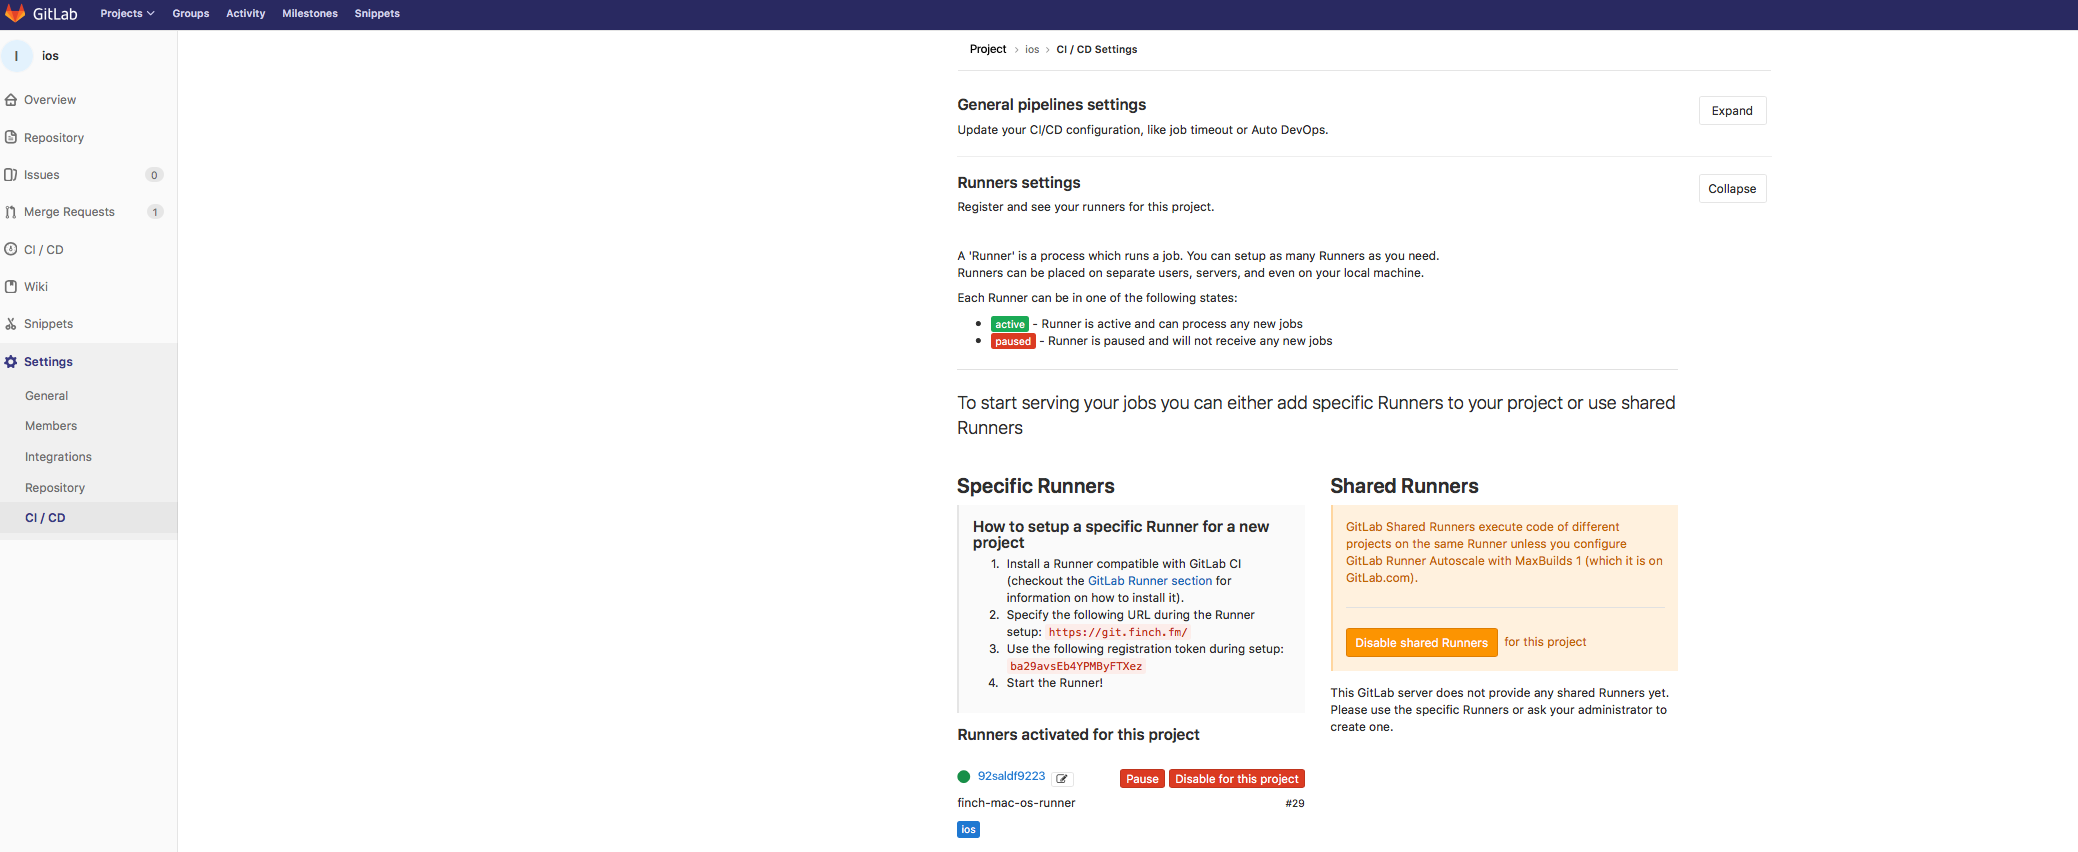 GitLab Projects Groups Activity Milestones Snippets
I ios
Overview
Repository
Issues 0
Merge Requests 1
CI / CD
Wiki
Snippets
Settings
General
Members
Integrations
Repository
CI / CD
Project > ios > CI / CD Settings
General pipelines settings
Expand
Update your CI/CD configuration, like job timeout or Auto DevOps.
Runners settings
Collapse
Register and see your runners for this project.
A 'Runner' is a process which runs a job. You can setup as many Runners as you need.
Runners can be placed on separate users, servers, and even on your local machine.
Each Runner can be in one of the following states:
• active - Runner is active and can process any new jobs
• paused - Runner is paused and will not receive any new jobs
To start serving your jobs you can either add specific Runners to your project or use shared
Runners
Specific Runners
How to setup a specific Runner for a new
project
1. Install a Runner compatible with GitLab CI
(checkout the GitLab Runner section for
information on how to install it).
2. Specify the following URL during the Runner
setup: https://git.finch.fm/
3. Use the following registration token during setup:
ba29avsEb4YPMByFTXez
4. Start the Runner!
Runners activated for this project
92saldf9223 Pause Disable for this project
finch-mac-os-runner #29
ios
Shared Runners
GitLab Shared Runners execute code of different
projects on the same Runner unless you configure
GitLab Runner Autoscale with MaxBuilds 1 (which it is on
GitLab.com).
Disable shared Runners for this project
This GitLab server does not provide any shared Runners yet.
Please use the specific Runners or ask your administrator to
create one.